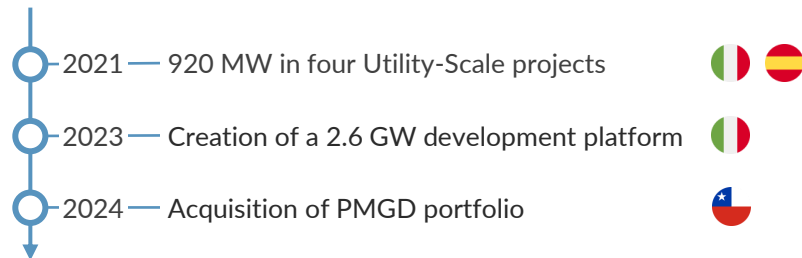 2021 920 MW in four Utility-Scale projects
2023 Creation of a 2.6 GW development platform
2024 Acquisition of PMGD portfolio